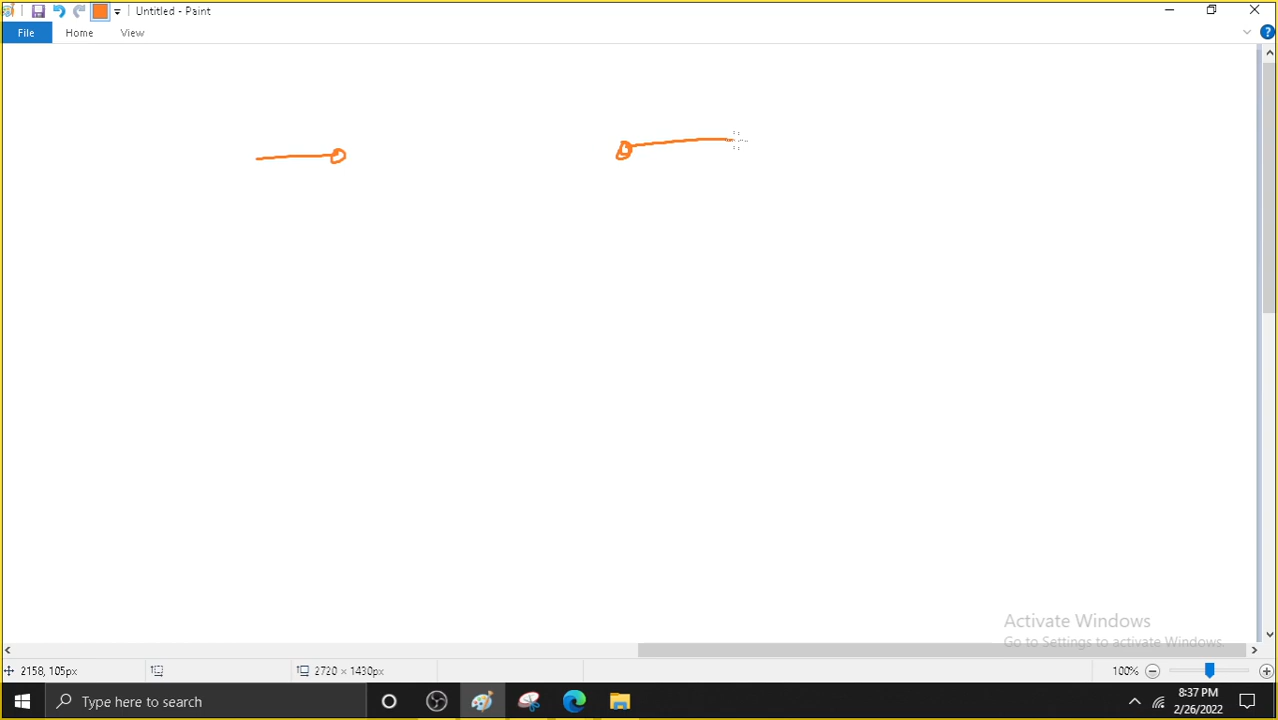 Untitled - Paint
File Home View
?
Activate Windows
Go to Settings to activate Windows.
2158, 105px 2720 × 1430px 100%
Type here to search
8:37 PM
2/26/2022